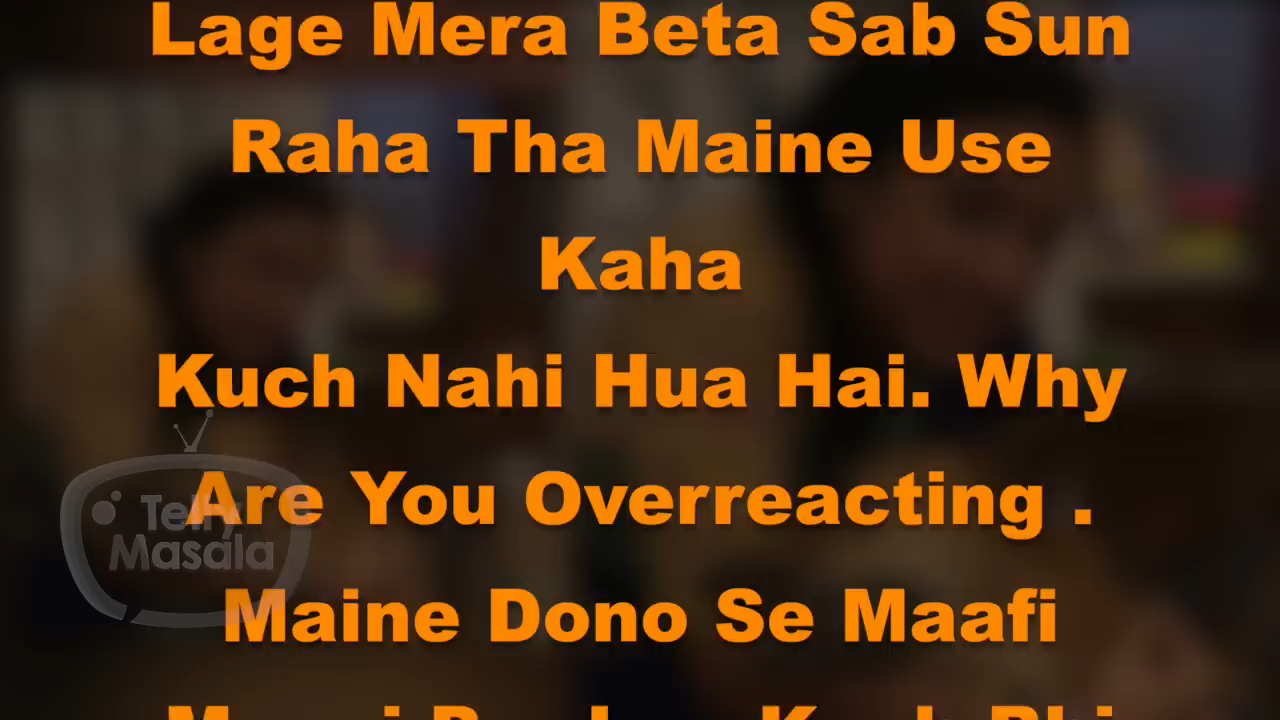 Lage Mera Beta Sab Sun
Raha Tha Maine Use
Kaha
Kuch Nahi Hua Hai. Why
Are You Overreacting .
Telly
Masala
Maine Dono Se Maafi